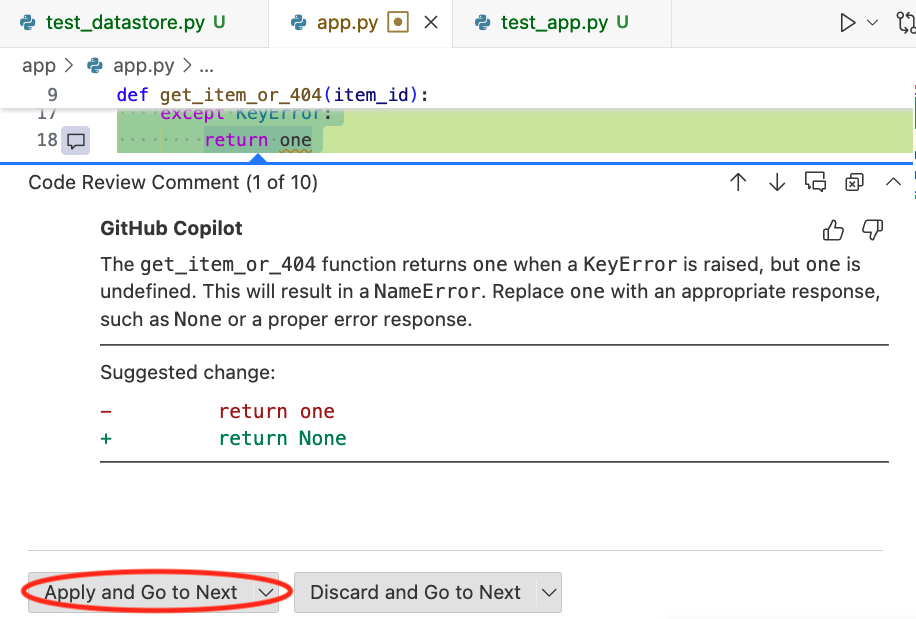 test_datastore.py U
app.py
test_app.py U
app > app.py > ...
9 def get_item_or_404(item_id):
17 except KeyError:
18 return one
Code Review Comment (1 of 10)
GitHub Copilot
The get_item_or_404 function returns one when a KeyError is raised, but one is
undefined. This will result in a NameError. Replace one with an appropriate response,
such as None or a proper error response.
Suggested change:
- return one
+ return None
Apply and Go to Next
Discard and Go to Next